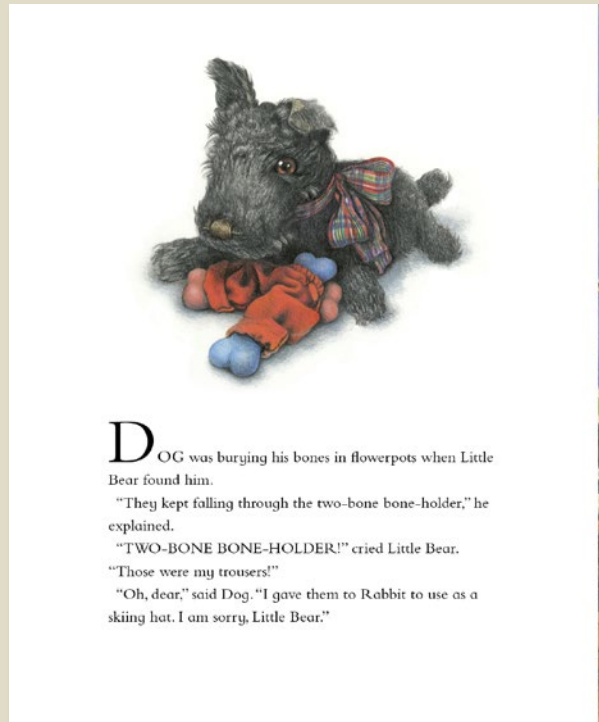 DOG was burying his bones in flowerpots when Little
Bear found him.
“They kept falling through the two-bone bone-holder,” he
explained.
“TWO-BONE BONE-HOLDER!” cried Little Bear.
“Those were my trousers!”
“Oh, dear,” said Dog. “I gave them to Rabbit to use as a
skiing hat. I am sorry, Little Bear.”